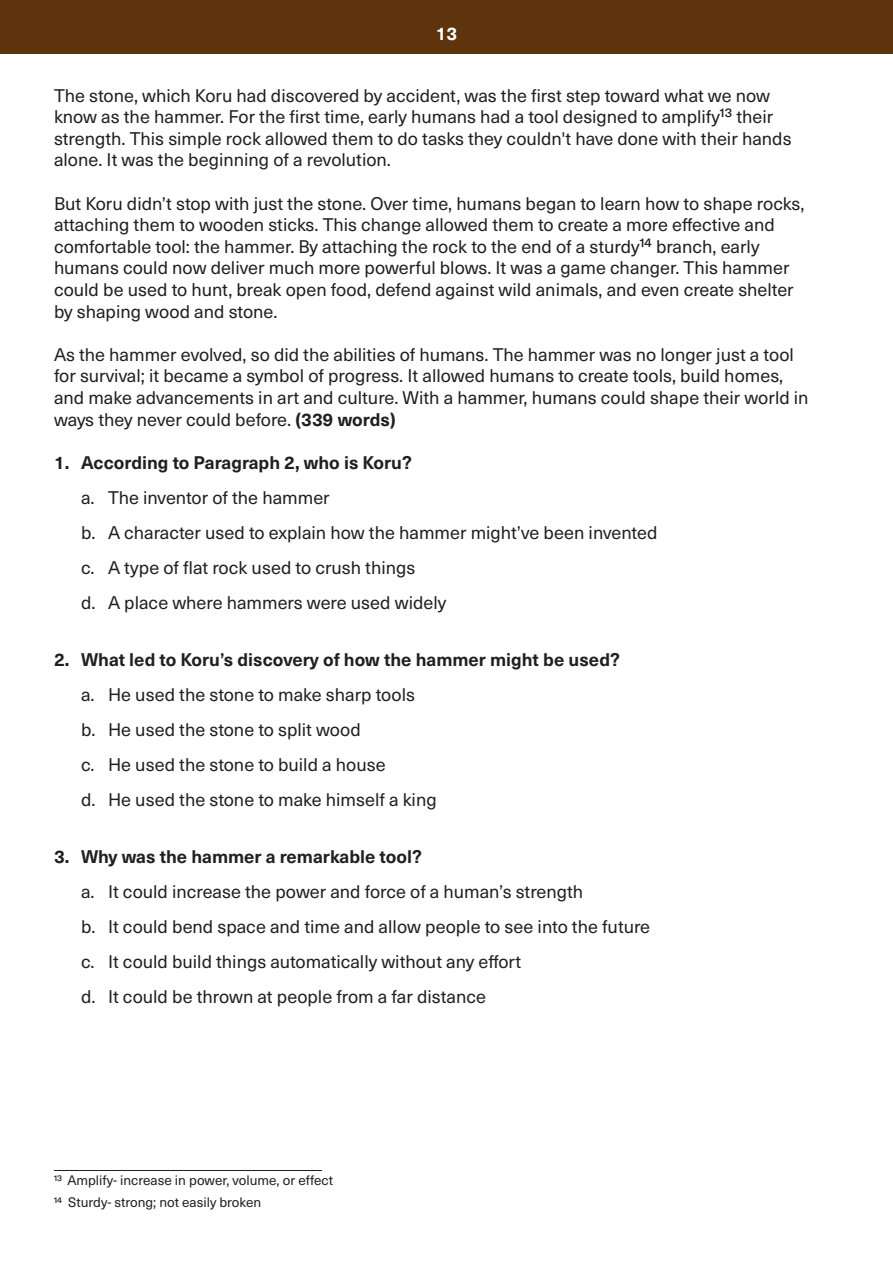 13
The stone, which Koru had discovered by accident, was the first step toward what we now
know as the hammer. For the first time, early humans had a tool designed to amplify¹³ their
strength. This simple rock allowed them to do tasks they couldn't have done with their hands
alone. It was the beginning of a revolution.
But Koru didn’t stop with just the stone. Over time, humans began to learn how to shape rocks,
attaching them to wooden sticks. This change allowed them to create a more effective and
comfortable tool: the hammer. By attaching the rock to the end of a sturdy¹⁴ branch, early
humans could now deliver much more powerful blows. It was a game changer. This hammer
could be used to hunt, break open food, defend against wild animals, and even create shelter
by shaping wood and stone.
As the hammer evolved, so did the abilities of humans. The hammer was no longer just a tool
for survival; it became a symbol of progress. It allowed humans to create tools, build homes,
and make advancements in art and culture. With a hammer, humans could shape their world in
ways they never could before. (339 words)
1. According to Paragraph 2, who is Koru?
a. The inventor of the hammer
b. A character used to explain how the hammer might’ve been invented
c. A type of flat rock used to crush things
d. A place where hammers were used widely
2. What led to Koru’s discovery of how the hammer might be used?
a. He used the stone to make sharp tools
b. He used the stone to split wood
c. He used the stone to build a house
d. He used the stone to make himself a king
3. Why was the hammer a remarkable tool?
a. It could increase the power and force of a human’s strength
b. It could bend space and time and allow people to see into the future
c. It could build things automatically without any effort
d. It could be thrown at people from a far distance
¹³ Amplify- increase in power, volume, or effect
¹⁴ Sturdy- strong; not easily broken